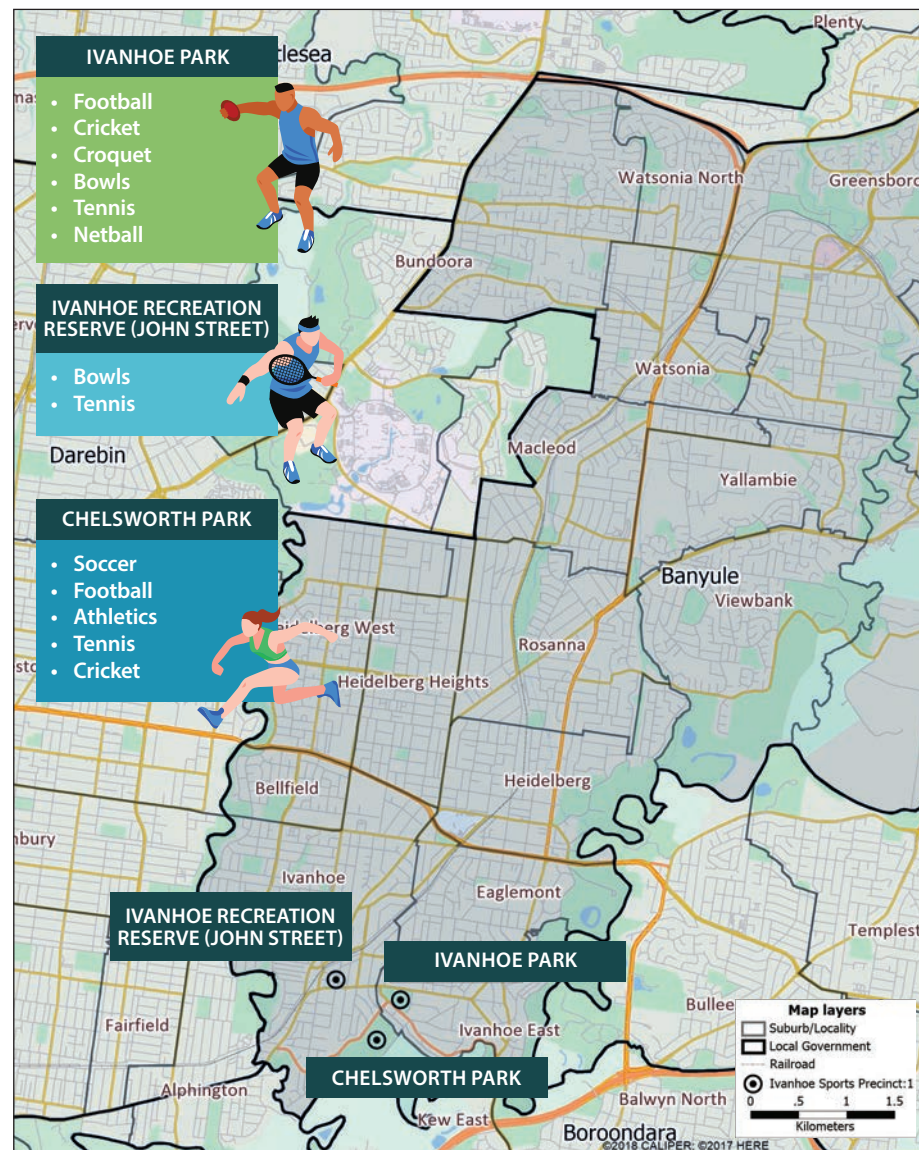 Plenty
IVANHOE PARK
tlesea
• Football
• Cricket
• Croquet
• Bowls
• Tennis
• Netball
Watsonia North
Greensboro
Bundoora
IVANHOE RECREATION
RESERVE (JOHN STREET)
• Bowls
• Tennis
Watsonia
Darebin
Macleod
Yallambie
CHELSWORTH PARK
• Soccer
• Football
• Athletics
• Tennis
• Cricket
Banyule
Viewbank
eidelberg West
Rosanna
Heidelberg Heights
Heidelberg
Bellfield
nbury
Ivanhoe
Eaglemont
IVANHOE RECREATION
RESERVE (JOHN STREET)
Templest
IVANHOE PARK
Bullee
Fairfield
Ivanhoe East
CHELSWORTH PARK
Alphington
Kew East
Balwyn North
Boroondara
Map layers
Suburb/Locality
Local Government
Railroad
Ivanhoe Sports Precinct:1
0 .5 1 1.5
Kilometers
©2018 CALIPER; ©2017 HERE